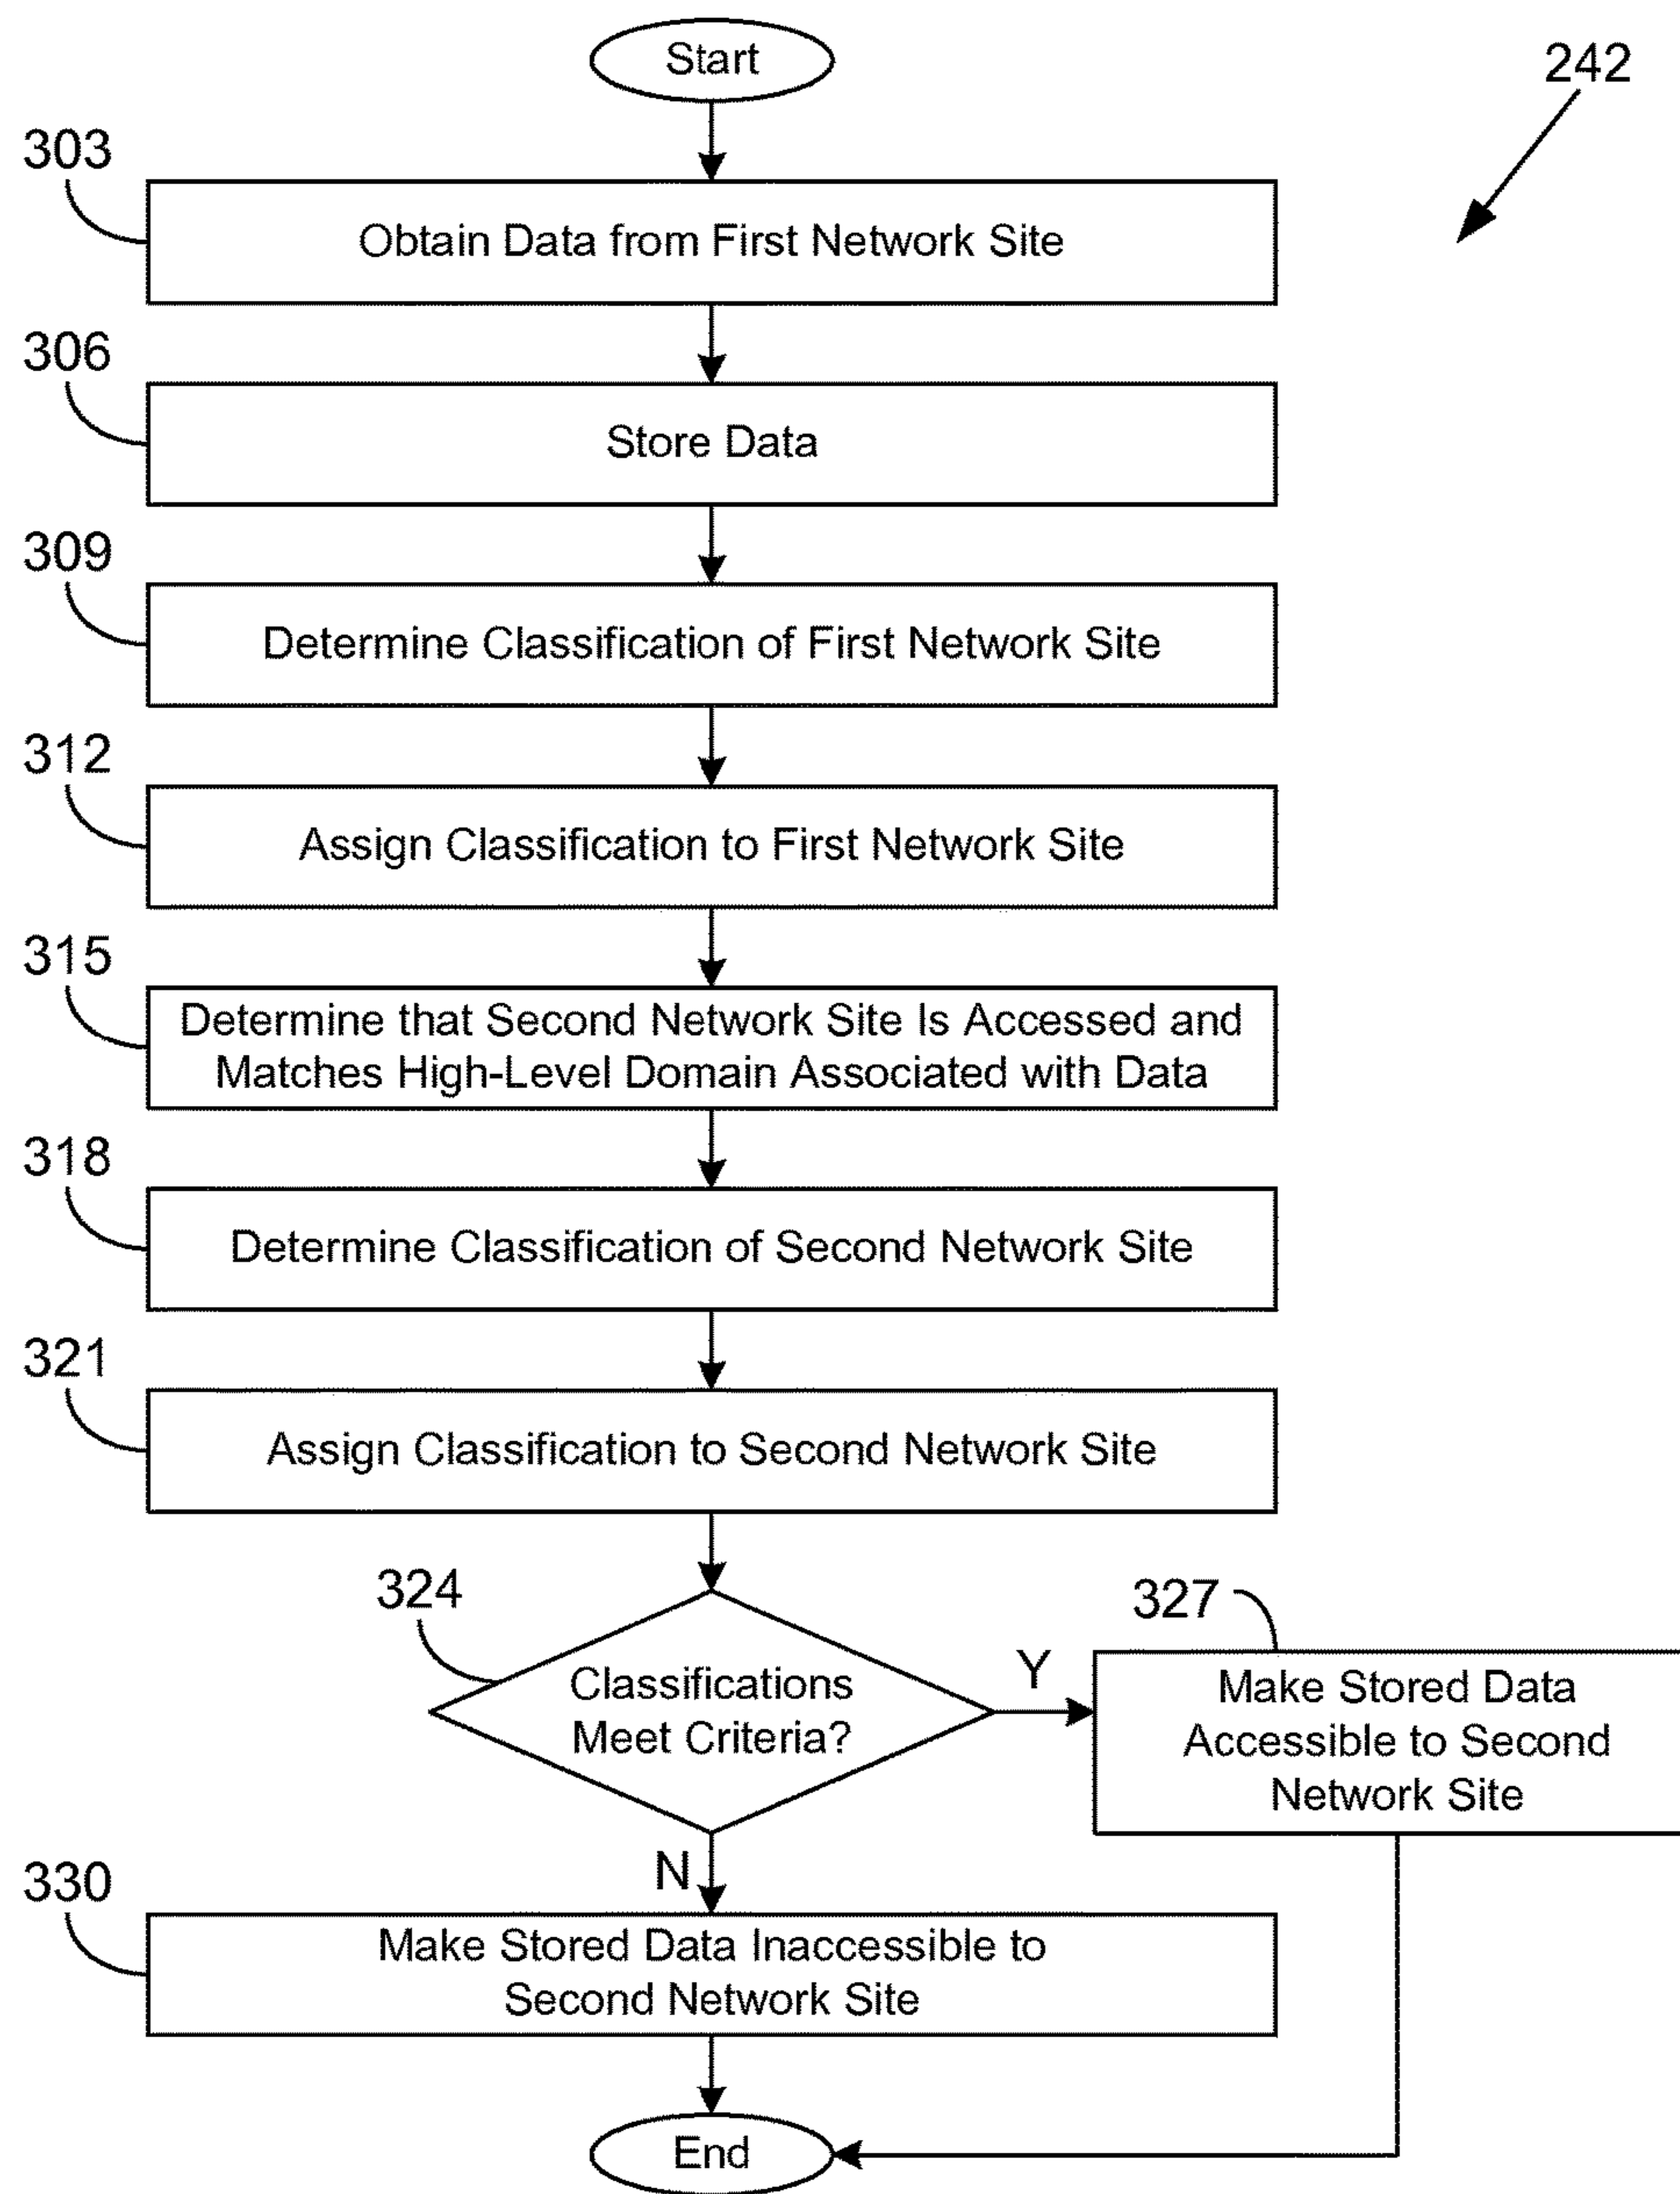 Start
242
303
Obtain Data from First Network Site
306
Store Data
309
Determine Classification of First Network Site
312
Assign Classification to First Network Site
315
Determine that Second Network Site Is Accessed and
Matches High-Level Domain Associated with Data
318
Determine Classification of Second Network Site
321
Assign Classification to Second Network Site
324
Classifications
Meet Criteria?
Y
327
Make Stored Data
Accessible to Second
Network Site
N
330
Make Stored Data Inaccessible to
Second Network Site
End